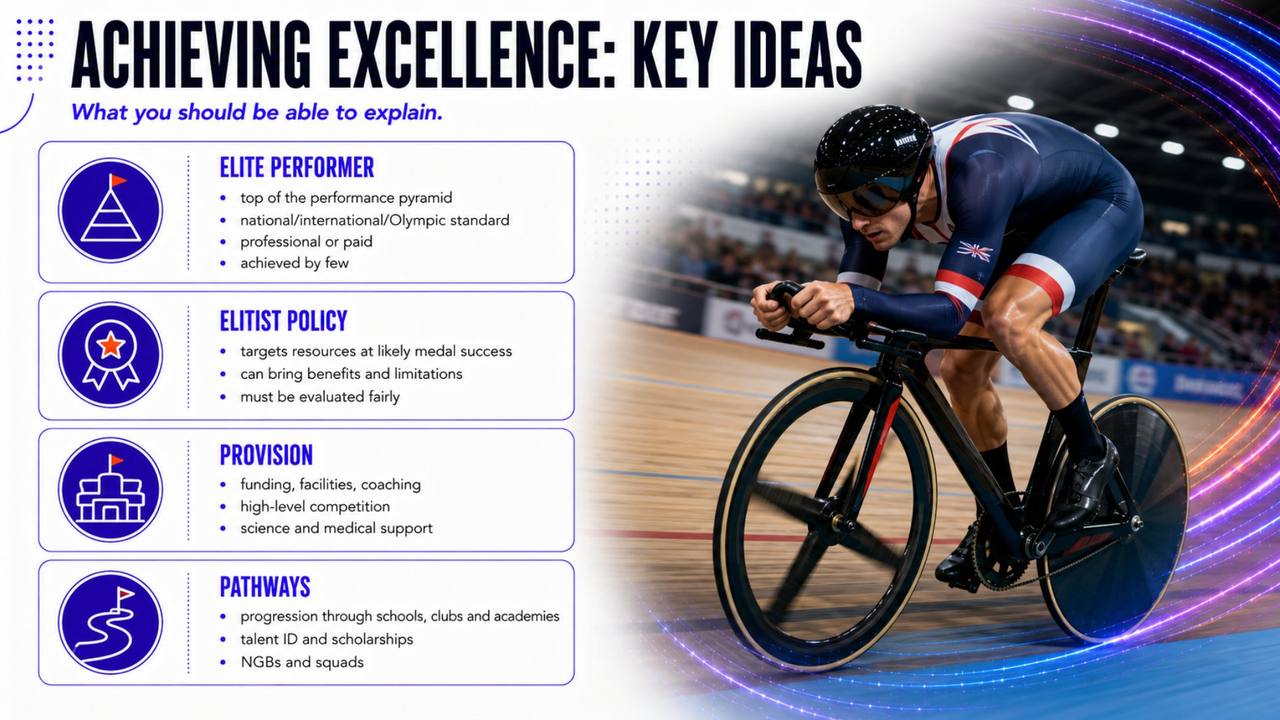 ACHIEVING EXCELLENCE: KEY IDEAS
What you should be able to explain.
ELITE PERFORMER
• top of the performance pyramid
• national/international/Olympic standard
• professional or paid
• achieved by few
ELITIST POLICY
• targets resources at likely medal success
• can bring benefits and limitations
• must be evaluated fairly
PROVISION
• funding, facilities, coaching
• high-level competition
• science and medical support
PATHWAYS
• progression through schools, clubs and academies
• talent ID and scholarships
• NGBs and squads